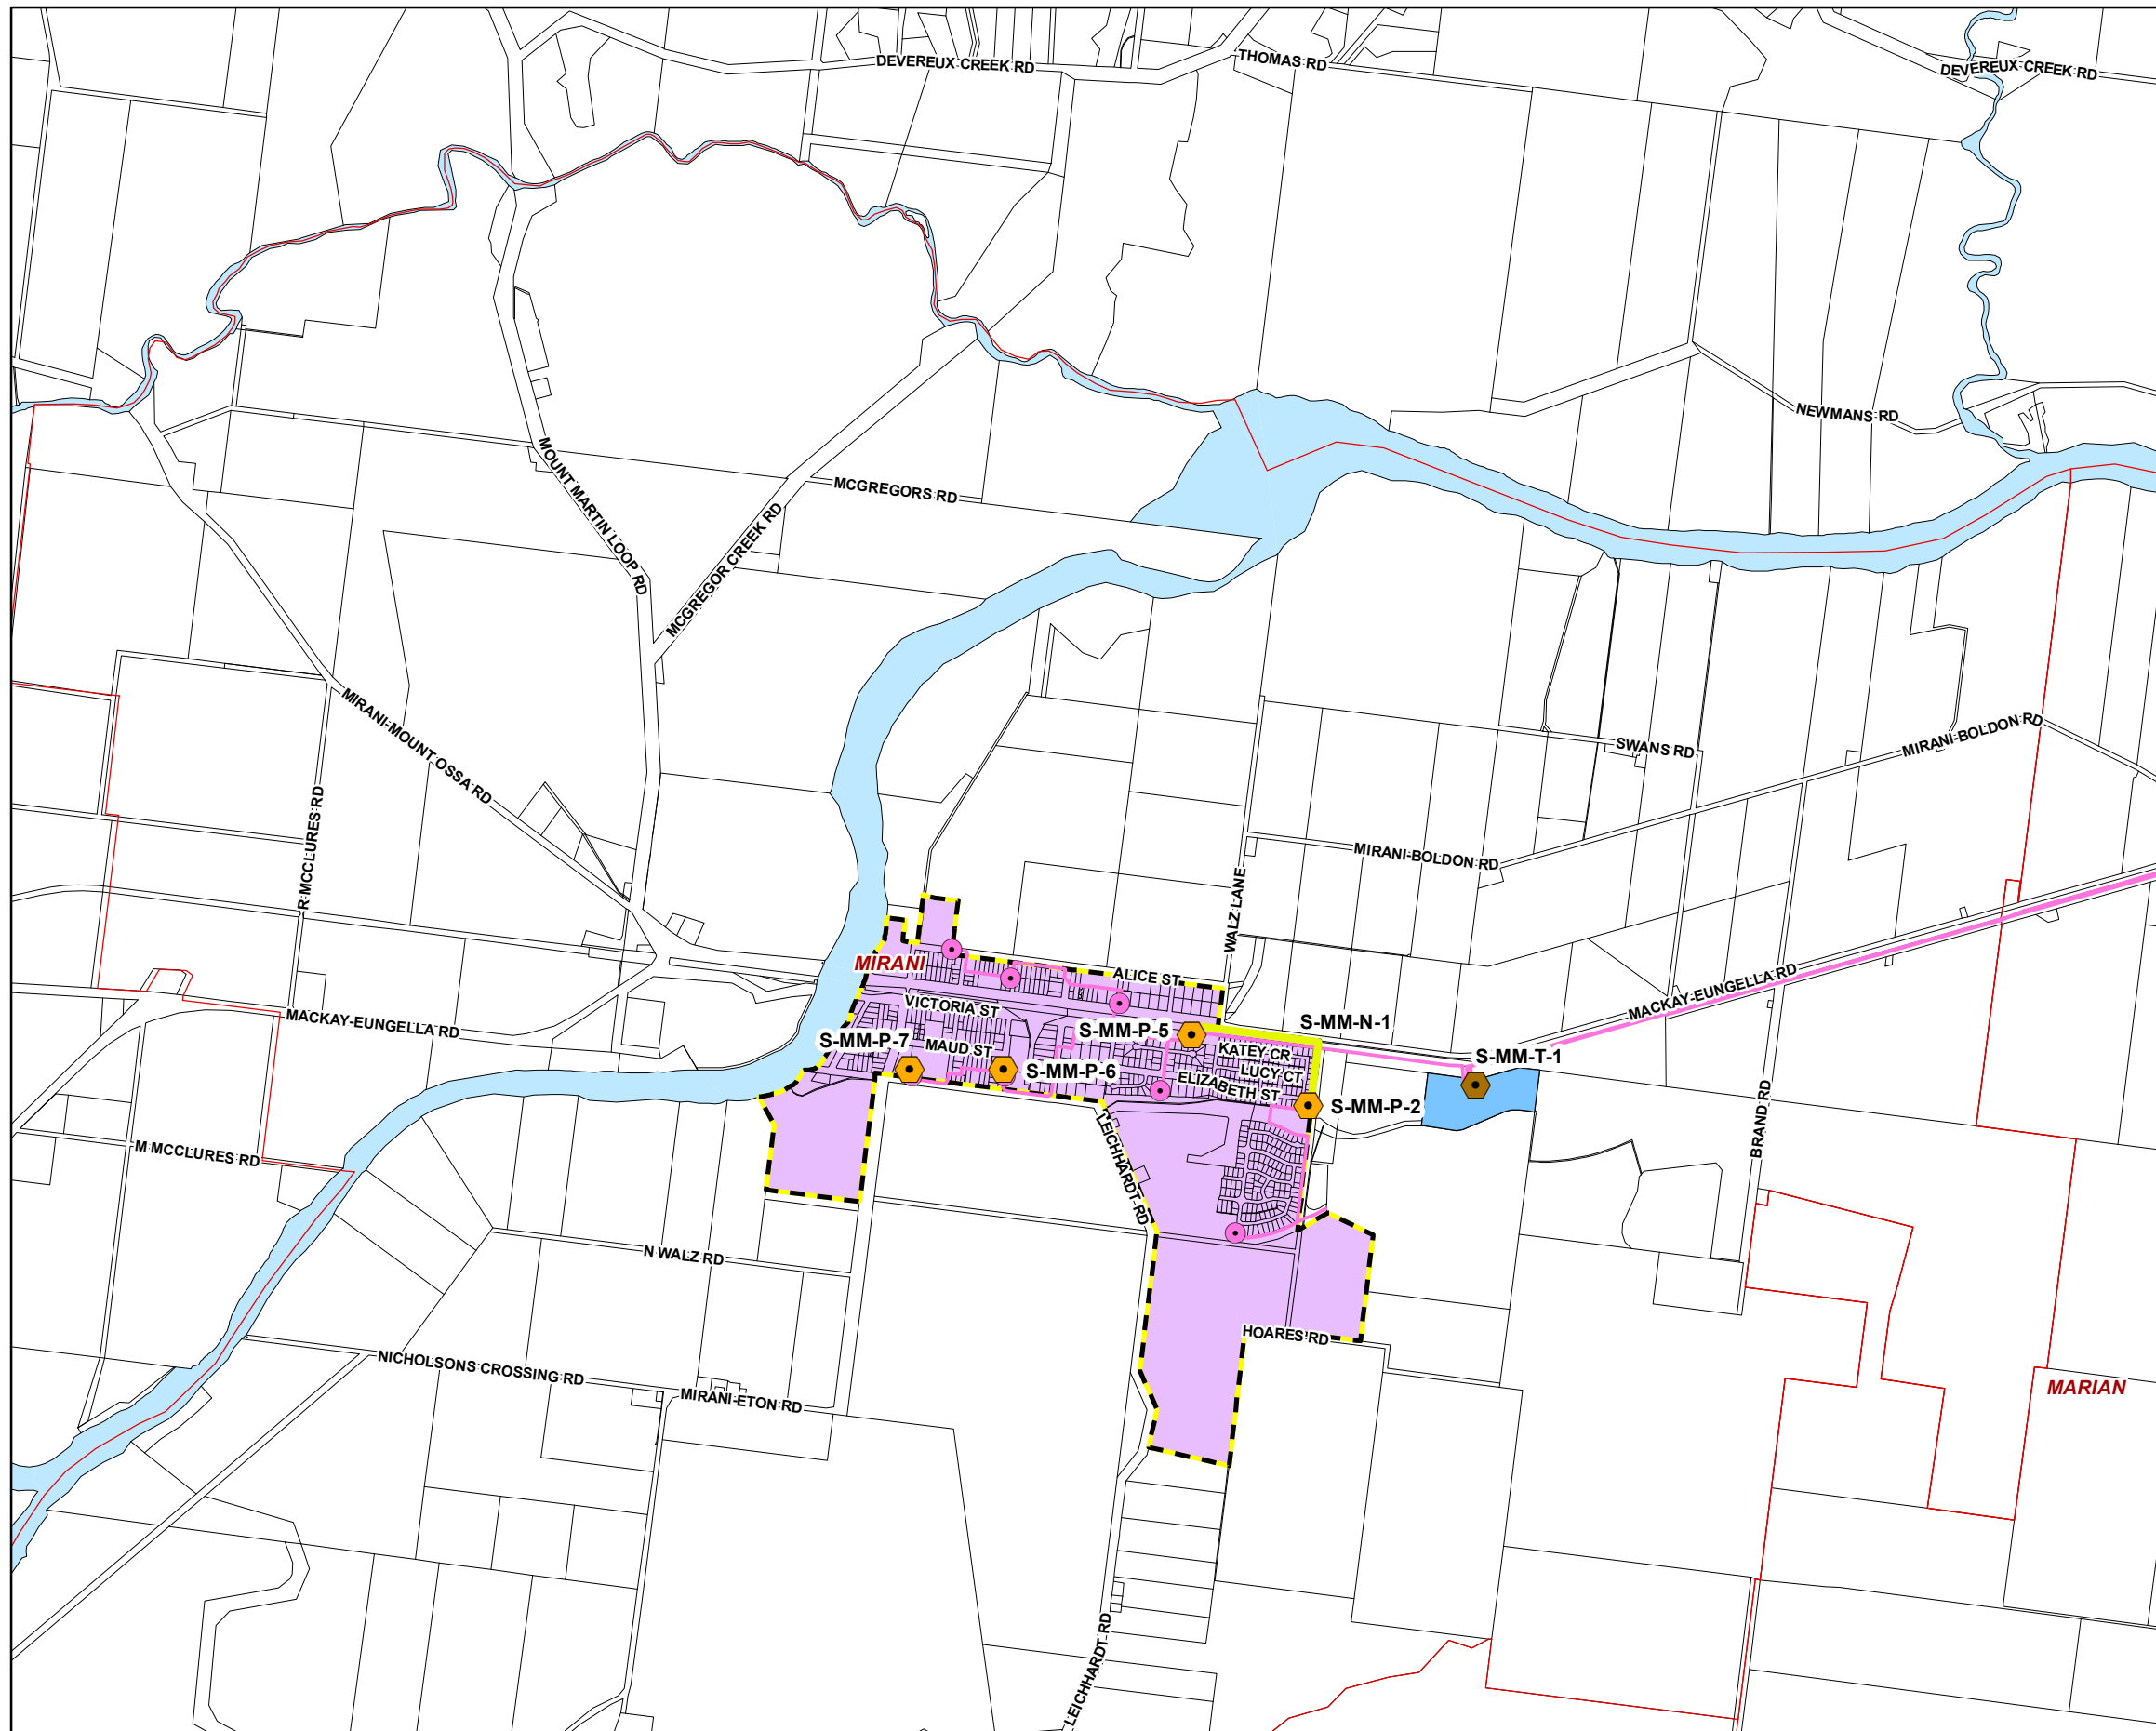 DEVEREUX CREEK RD
THOMAS RD
DEVEREUX CREEK RD
NEWMANS RD
MOUNT MARTIN LOOP RD
MCGREGORS RD
MCGREGOR CREEK RD
MIRANI-MOUNT OSSA RD
SWANS RD
MIRANI-BOLDON RD
R MCCLURES RD
MIRANI-BOLDON RD
WALZ LANE
MIRANI
ALICE ST
MACKAY-EUNGELLA RD
VICTORIA ST
MACKAY-EUNGELLA RD
S-MM-N-1
S-MM-P-5
S-MM-P-7
MAUD ST
KATEY CR
S-MM-T-1
S-MM-P-6
LUCY CT
ELIZABETH ST
S-MM-P-2
BRAND RD
M MCCLURES RD
LEICHHARDT RD
N WALZ RD
HOARES RD
NICHOLSONS CROSSING RD
MIRANI-ETON RD
MARIAN
LEICHHARDT RD